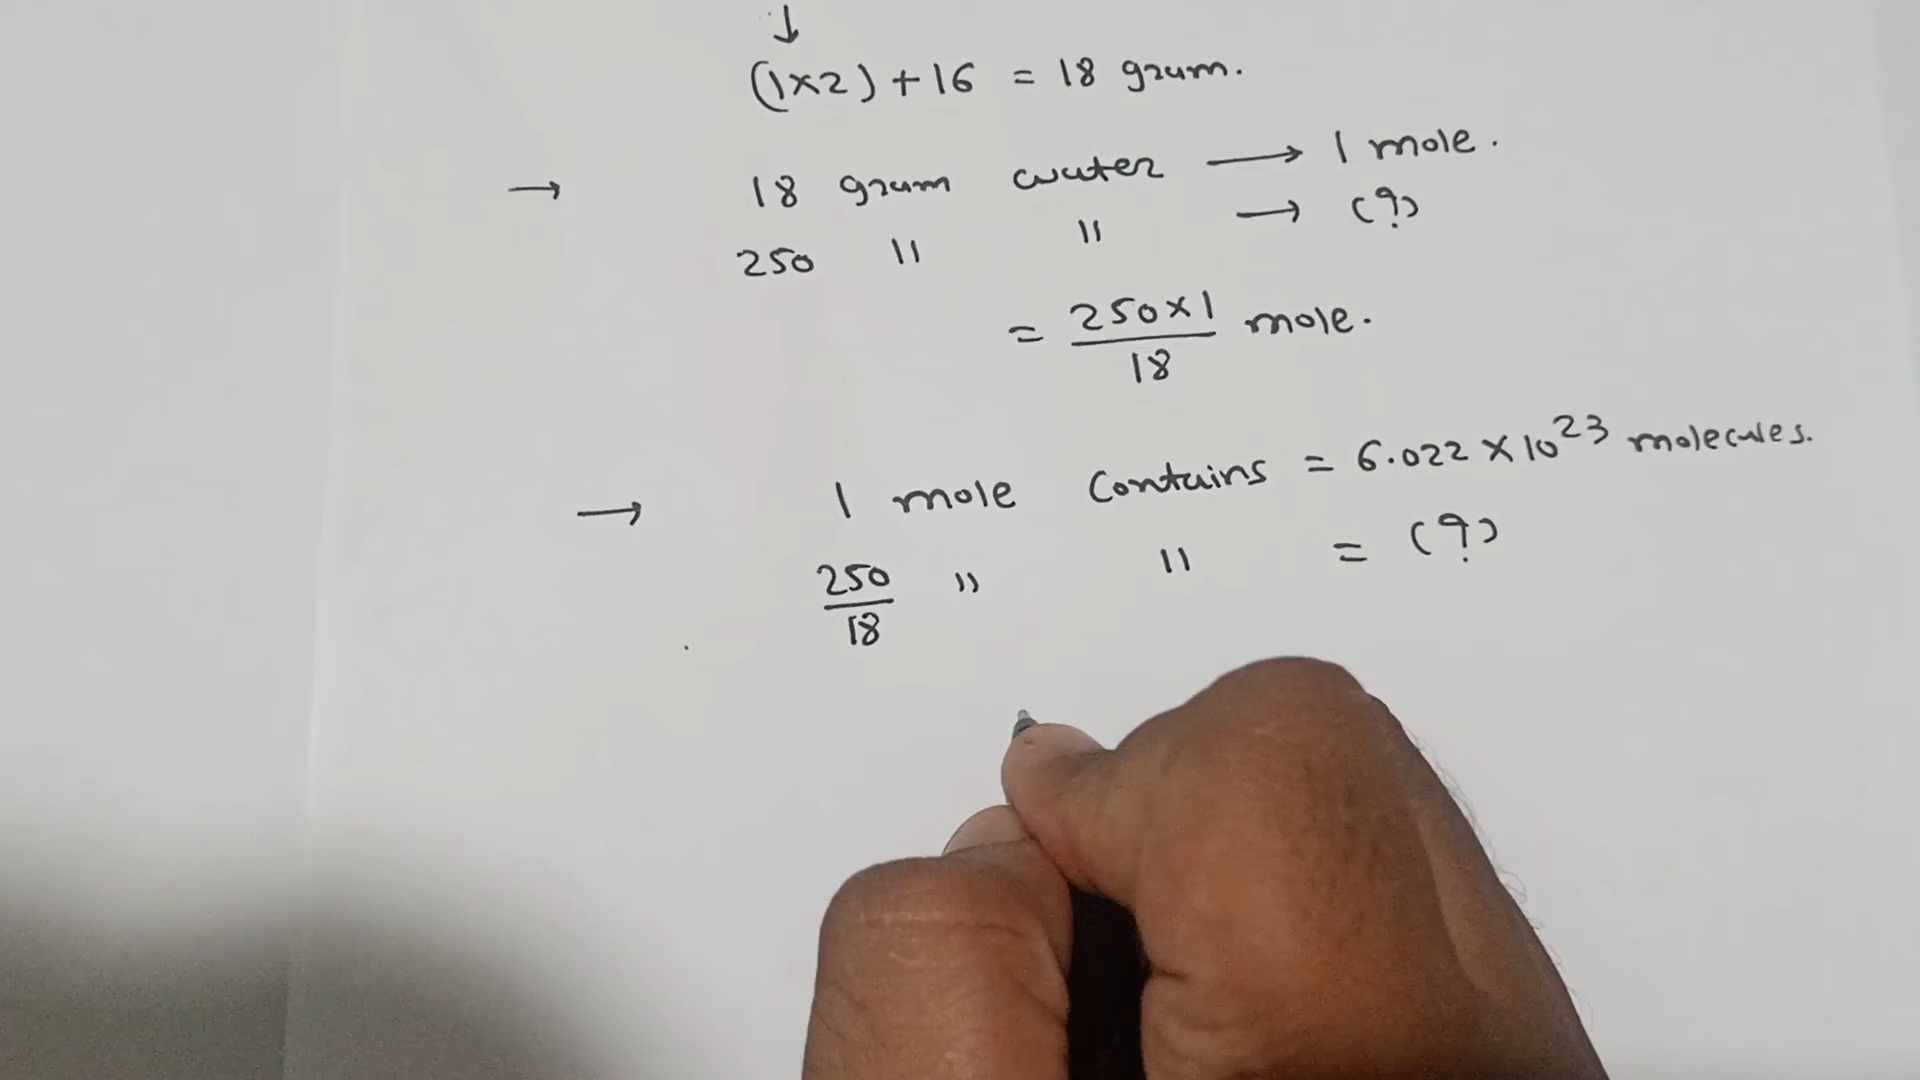 ↓
(1×2) + 16 = 18 gram.
→ 18 gram water → 1 mole.
250 " " → (?)
= 250×1/18 mole.
→ 1 mole contains = 6.022 × 10^23 molecules.
250/18 " " = (?)